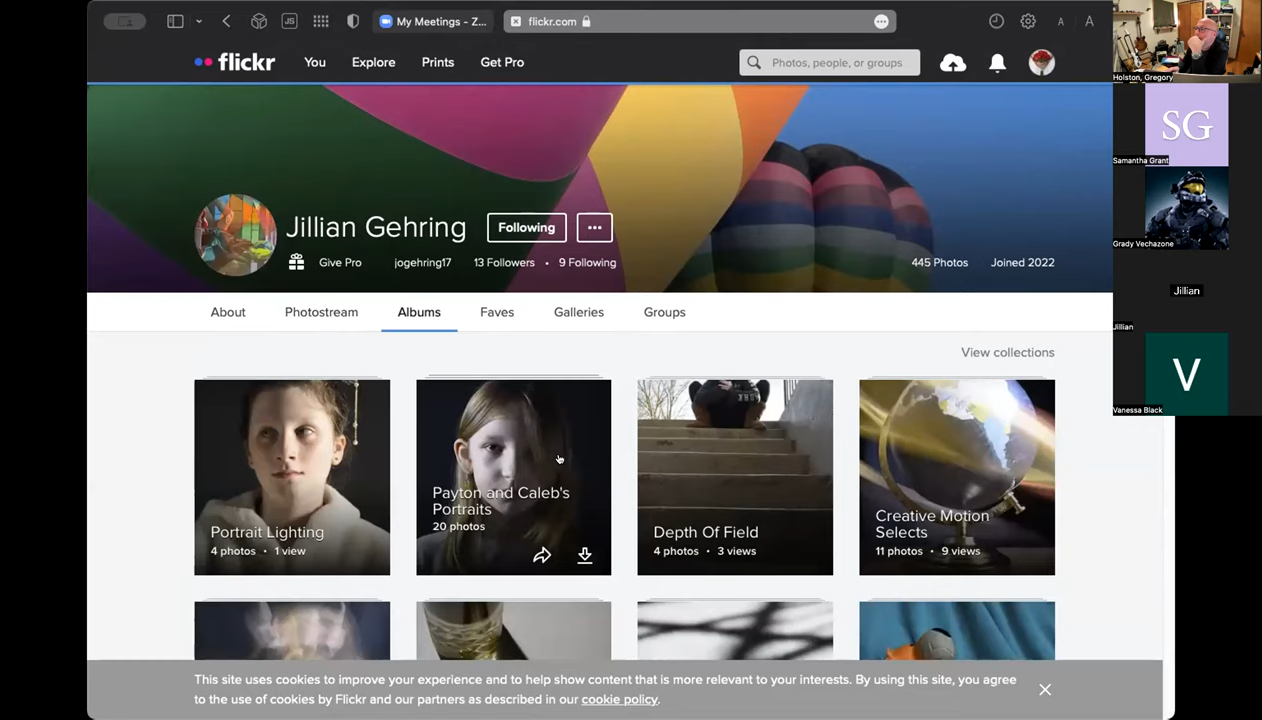 JS
My Meetings - Z...
flickr.com
A
A
flickr
You
Explore
Prints
Get Pro
Photos, people, or groups
Holston, Gregory
SG
Samantha Grant
Jillian Gehring
Following
Give Pro
jogehring17
13 Followers • 9 Following
445 Photos
Joined 2022
Grady Vechazone
Jillian
Jillian
About
Photostream
Albums
Faves
Galleries
Groups
View collections
V
Vanessa Black
Portrait Lighting
4 photos • 1 view
Payton and Caleb's
Portraits
20 photos
Depth Of Field
4 photos • 3 views
Creative Motion
Selects
11 photos • 9 views
This site uses cookies to improve your experience and to help show content that is more relevant to your interests. By using this site, you agree
to the use of cookies by Flickr and our partners as described in our cookie policy.